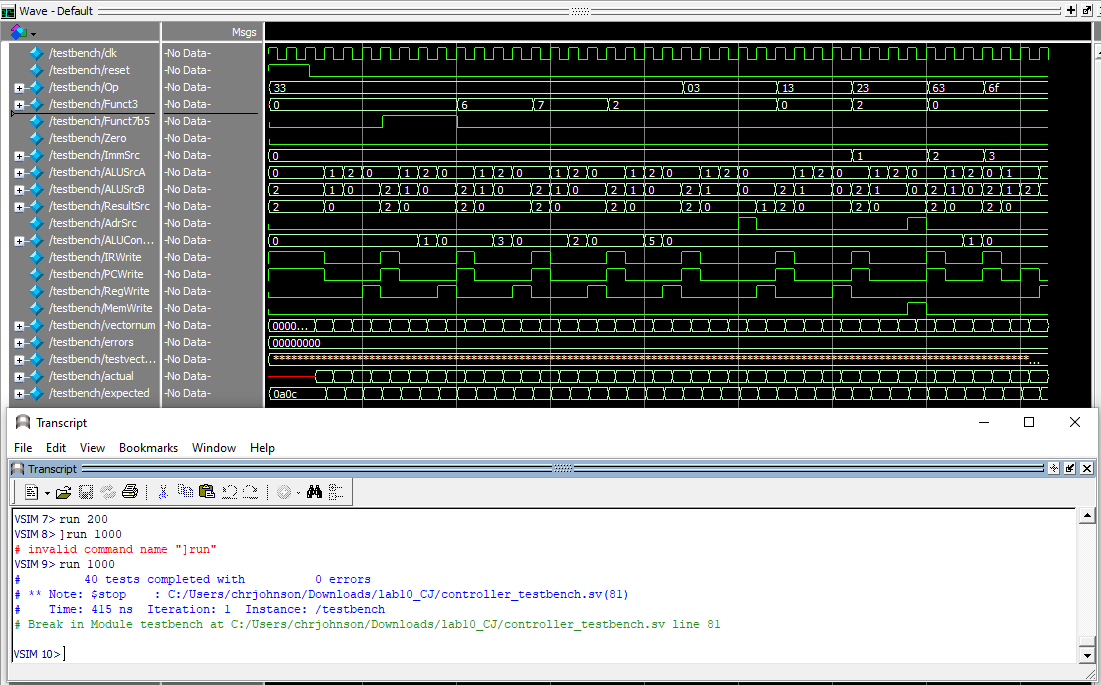 Wave - Default
Msgs
/testbench/clk -No Data-
/testbench/reset -No Data-
/testbench/Op -No Data- 33 03 13 23 63 6f
/testbench/Funct3 -No Data- 0 6 7 2 0 2 0
/testbench/Funct7b5 -No Data-
/testbench/Zero -No Data-
/testbench/ImmSrc -No Data- 0 1 2 3
/testbench/ALUSrcA -No Data- 0 1 2 0 1 2 0 1 2 0 1 2 0 1 2 0 1 2 0 1 2 0 1 2 0 1 2 0 1
/testbench/ALUSrcB -No Data- 2 1 0 2 1 0 2 1 0 2 1 0 2 1 0 2 1 0 2 1 0 2 1 0 2 1 0 2 1 2
/testbench/ResultSrc -No Data- 2 0 2 0 2 0 2 0 2 0 2 0 1 2 0 2 0 2 0 2 0
/testbench/AdrSrc -No Data-
/testbench/ALUCon... -No Data- 0 1 0 3 0 2 0 5 0 1 0
/testbench/IRWrite -No Data-
/testbench/PCWrite -No Data-
/testbench/RegWrite -No Data-
/testbench/MemWrite -No Data-
/testbench/vectornum -No Data- 0000...
/testbench/errors -No Data- 00000000
/testbench/testvect... -No Data-
/testbench/actual -No Data-
/testbench/expected -No Data- 0a0c
Transcript
File Edit View Bookmarks Window Help
Transcript
VSIM 7> run 200
VSIM 8> ]run 1000
# invalid command name "]run"
VSIM 9> run 1000
# 40 tests completed with 0 errors
# ** Note: $stop : C:/Users/chrjohnson/Downloads/lab10_CJ/controller_testbench.sv(81)
# Time: 415 ns Iteration: 1 Instance: /testbench
# Break in Module testbench at C:/Users/chrjohnson/Downloads/lab10_CJ/controller_testbench.sv line 81
VSIM 10> ]